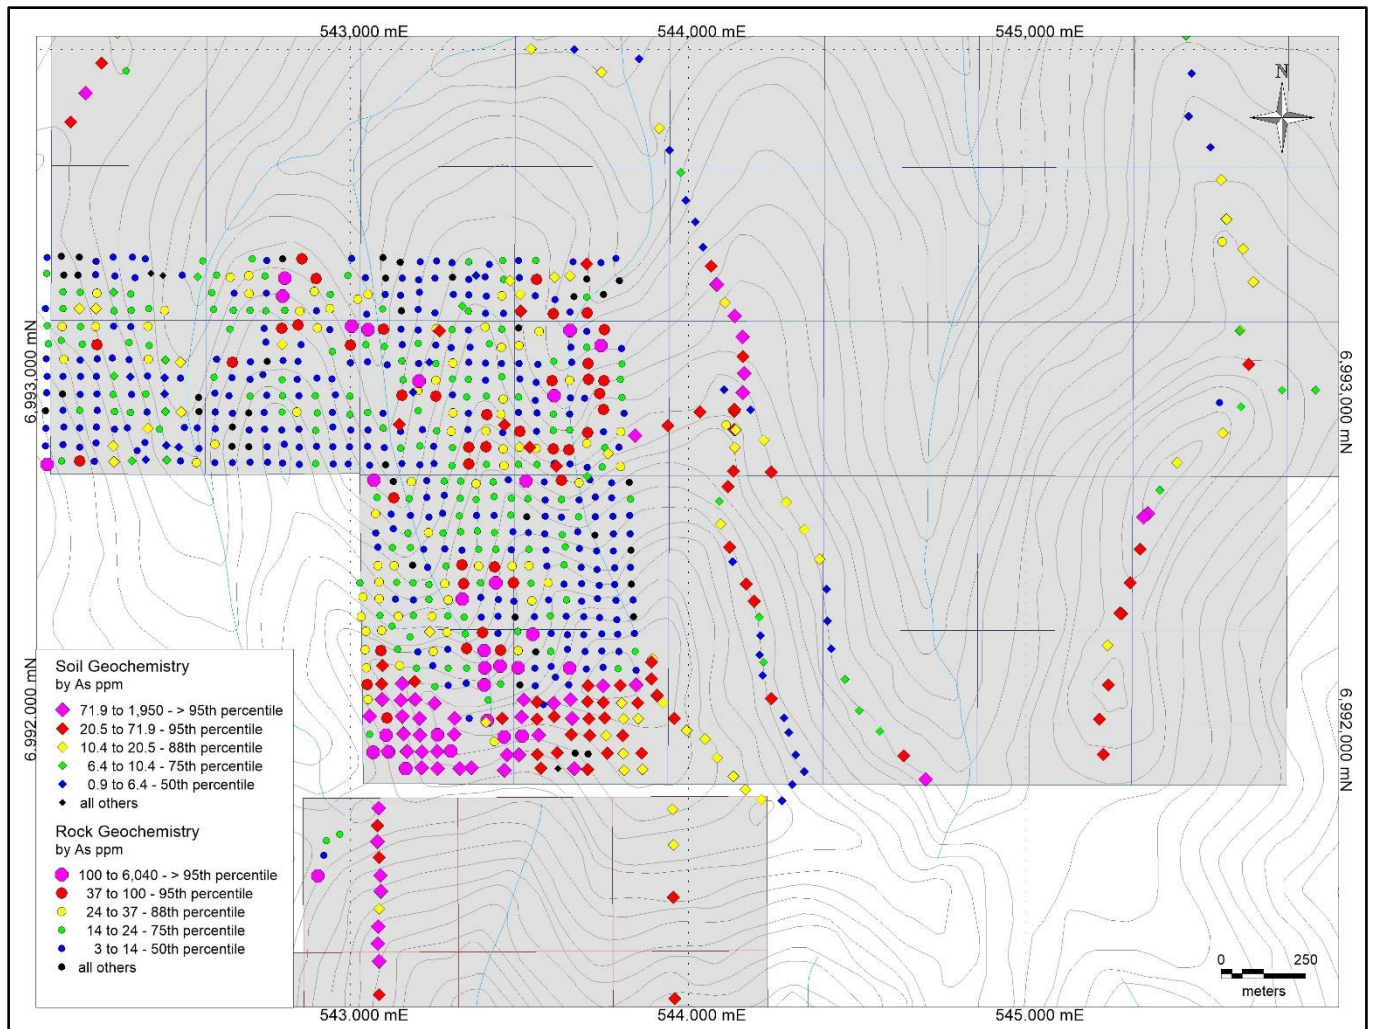 543,000 mE 544,000 mE 545,000 mE
N
6,993,000 mN 6,993,000 mN
6,992,000 mN 6,992,000 mN
Soil Geochemistry
by As ppm
71.9 to 1,950 - > 95th percentile
20.5 to 71.9 - 95th percentile
10.4 to 20.5 - 88th percentile
6.4 to 10.4 - 75th percentile
0.9 to 6.4 - 50th percentile
all others
Rock Geochemistry
by As ppm
100 to 6,040 - > 95th percentile
37 to 100 - 95th percentile
24 to 37 - 88th percentile
14 to 24 - 75th percentile
3 to 14 - 50th percentile
all others
0 250
meters
543,000 mE 544,000 mE 545,000 mE